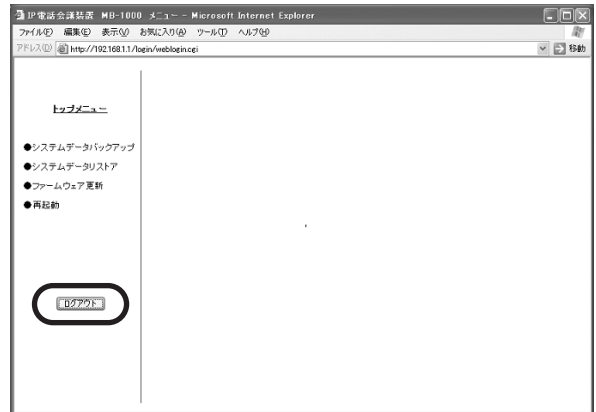 IP電話会議装置 MB-1000 メニュー - Microsoft Internet Explorer
ファイル(F) 編集(E) 表示(V) お気に入り(A) ツール(T) ヘルプ(H)
アドレス(D) http://192.168.1.1/login/weblogin.cgi 移動
トップメニュー
●システムデータバックアップ
●システムデータリストア
●ファームウェア更新
●再起動
ログアウト